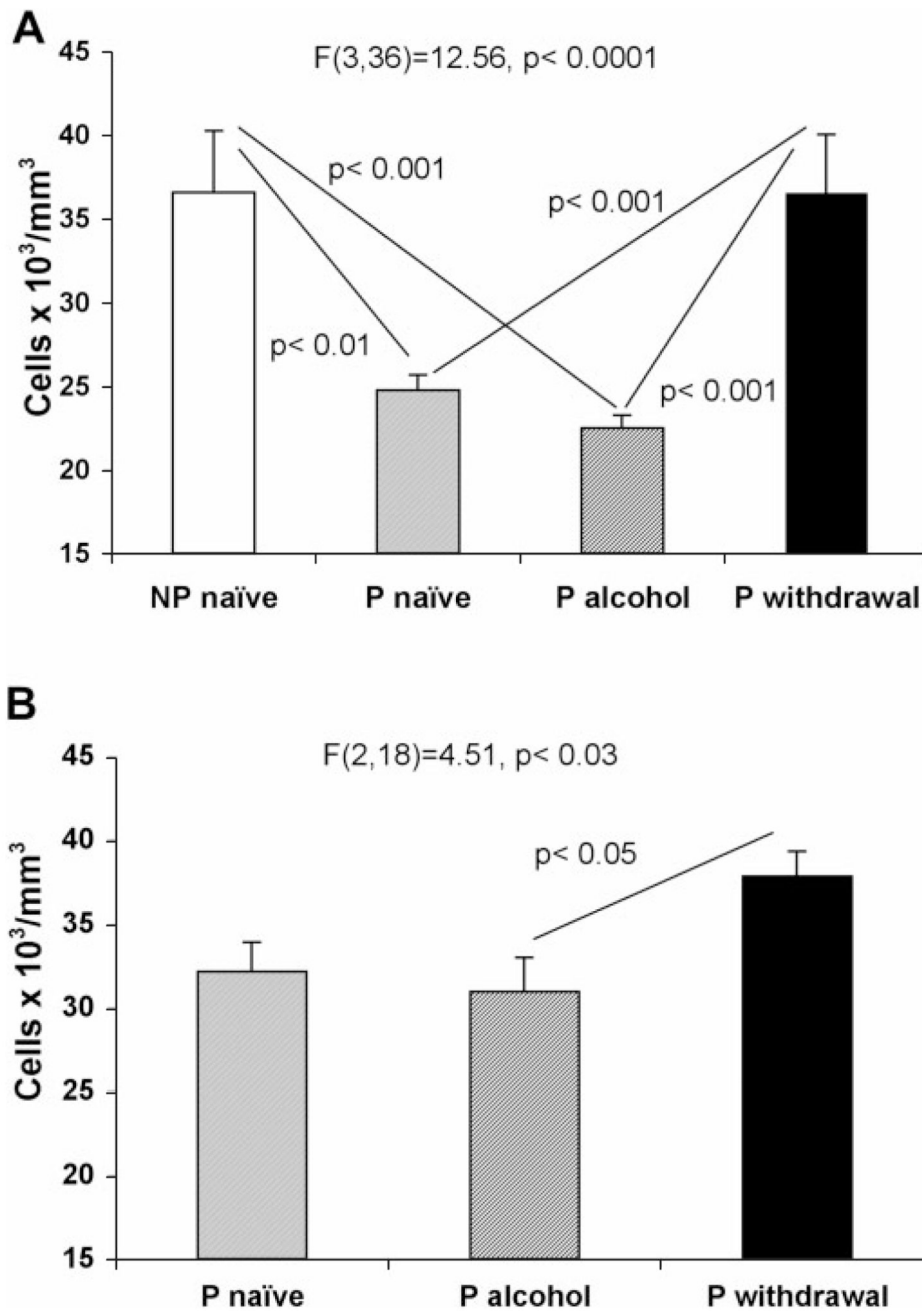 A
F(3,36)=12.56, p< 0.0001
Cells x 10³/mm³
45
40
35
30
25
20
15
p< 0.001
p< 0.001
p< 0.01
p< 0.001
NP naïve P naïve P alcohol P withdrawal
B
F(2,18)=4.51, p< 0.03
Cells x 10³/mm³
45
40
35
30
25
20
15
p< 0.05
P naïve P alcohol P withdrawal